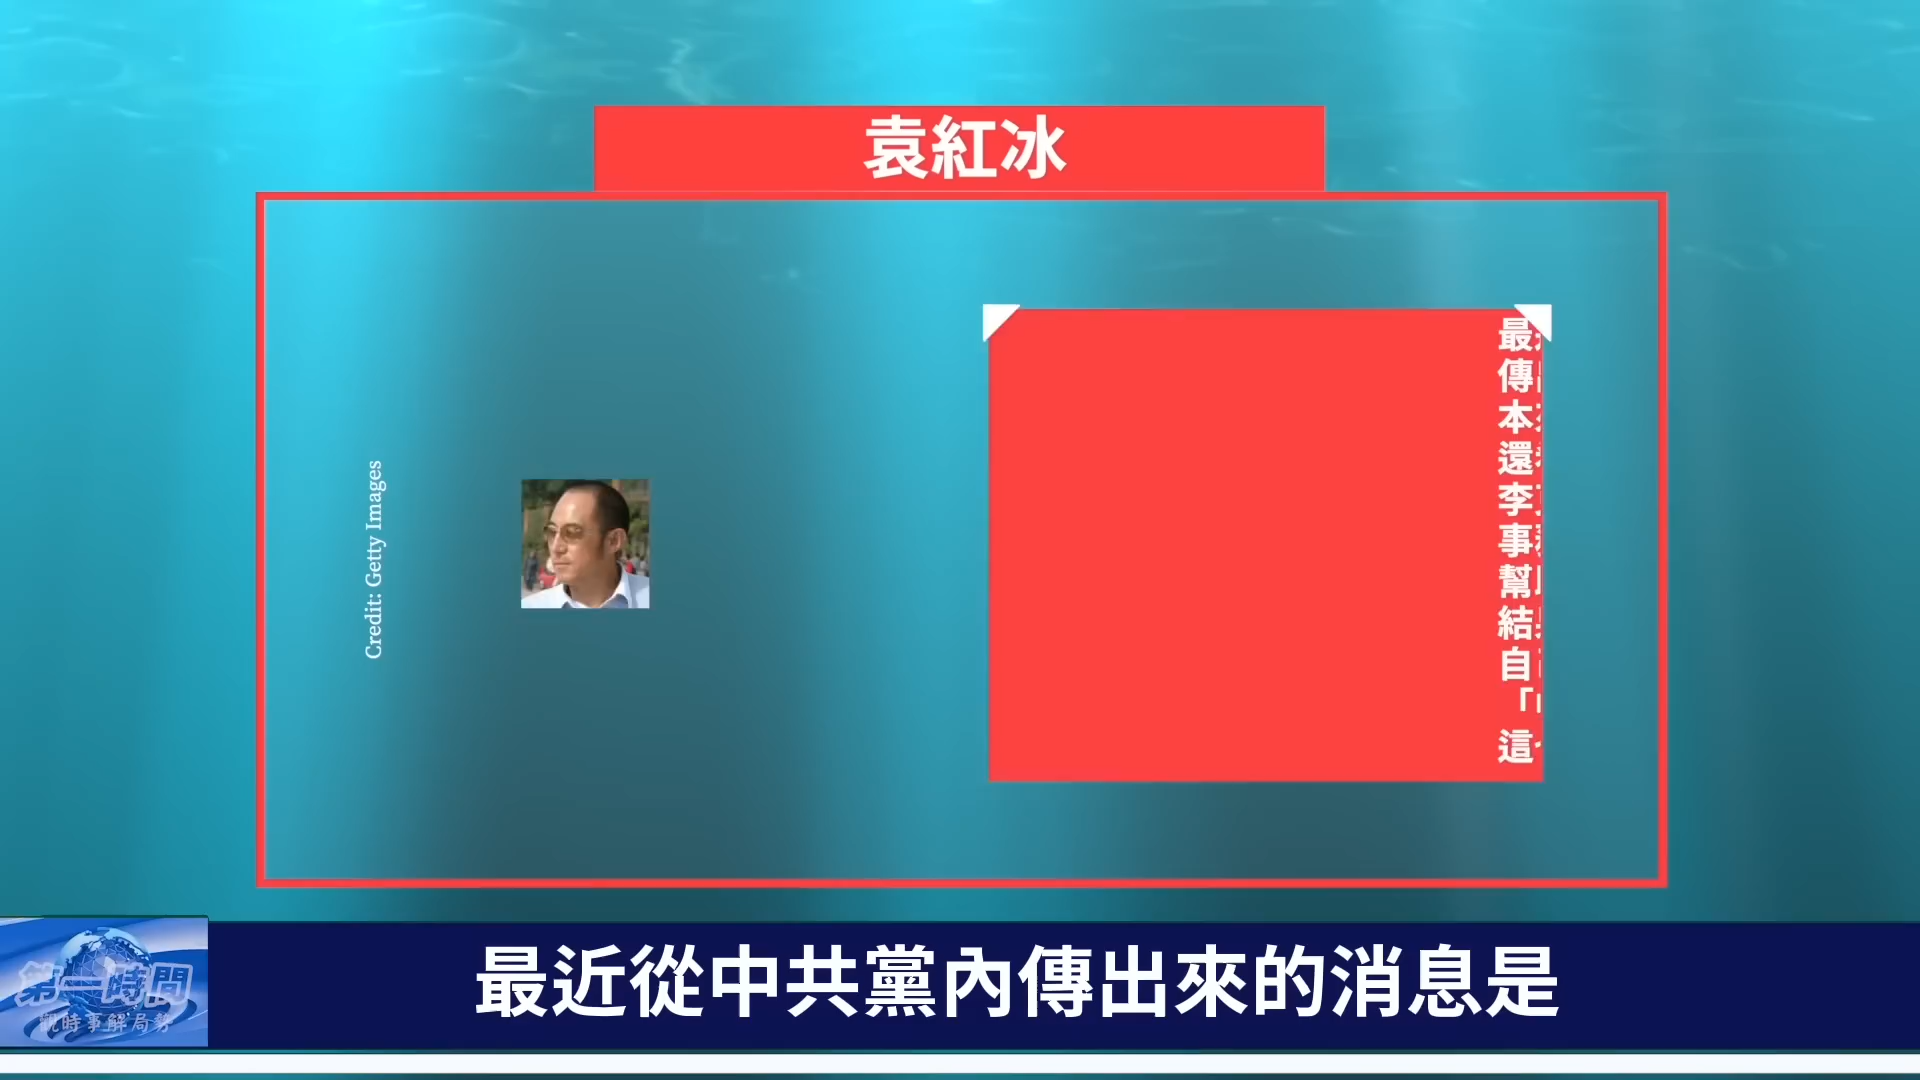 袁紅冰
Credit: Getty Images
最
傳
本
還
李
事
幫
結
自
「
這
第一時間
觀時事解局勢
最近從中共黨內傳出來的消息是